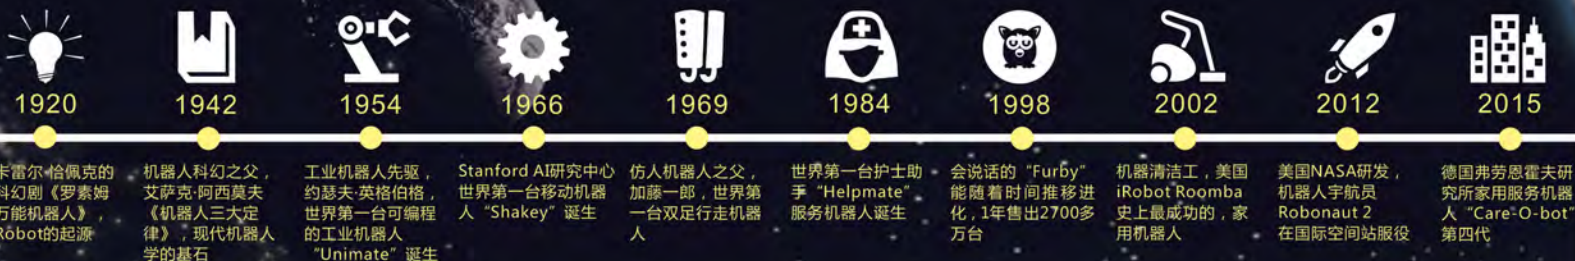 1920
卡雷尔·恰佩克的
科幻剧《罗素姆
万能机器人》，
Robot的起源
1942
机器人科幻之父，
艾萨克·阿西莫夫
《机器人三大定
律》，现代机器人
学的基石
1954
工业机器人先驱，
约瑟夫·英格伯格，
世界第一台可编程
的工业机器人
“Unimate”诞生
1966
Stanford AI研究中心
世界第一台移动机器
人“Shakey”诞生
1969
仿人机器人之父，
加藤一郎，世界第
一台双足行走机器
人
1984
世界第一台护士助
手“Helpmate”
服务机器人诞生
1998
会说话的“Furby”
能随着时间推移进
化，1年售出2700多
万台
2002
机器清洁工，美国
iRobot Roomba
史上最成功的，家
用机器人
2012
美国NASA研发，
机器人宇航员
Robonaut 2
在国际空间站服役
2015
德国弗劳恩霍夫研
究所家用服务机器
人“Care-O-bot”
第四代